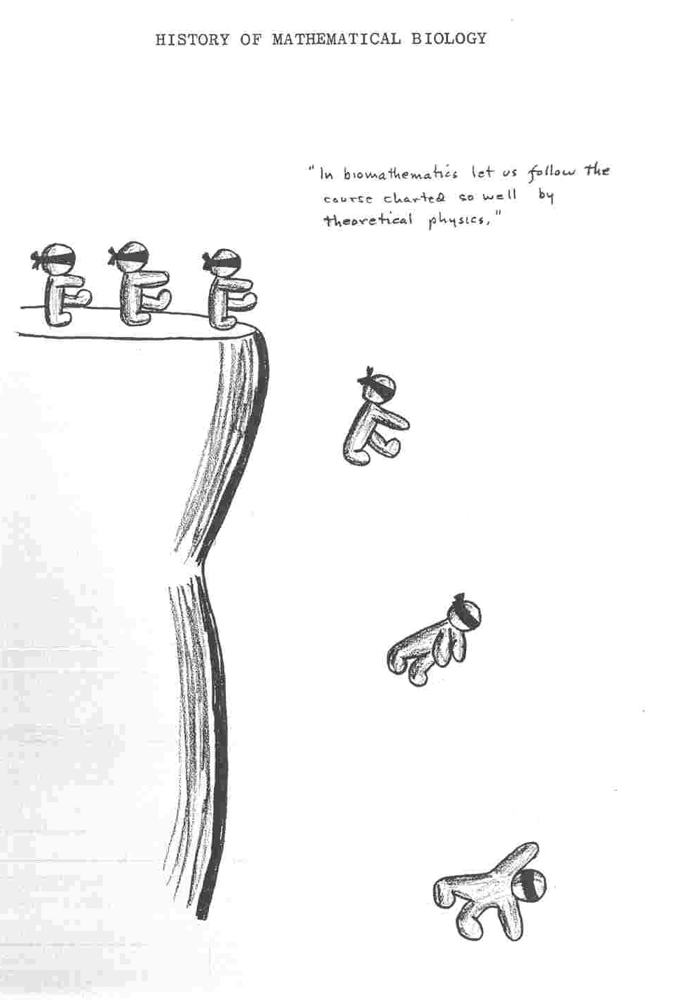 HISTORY OF MATHEMATICAL BIOLOGY
"In biomathematics let us follow the
course charted so well by
theoretical physics."